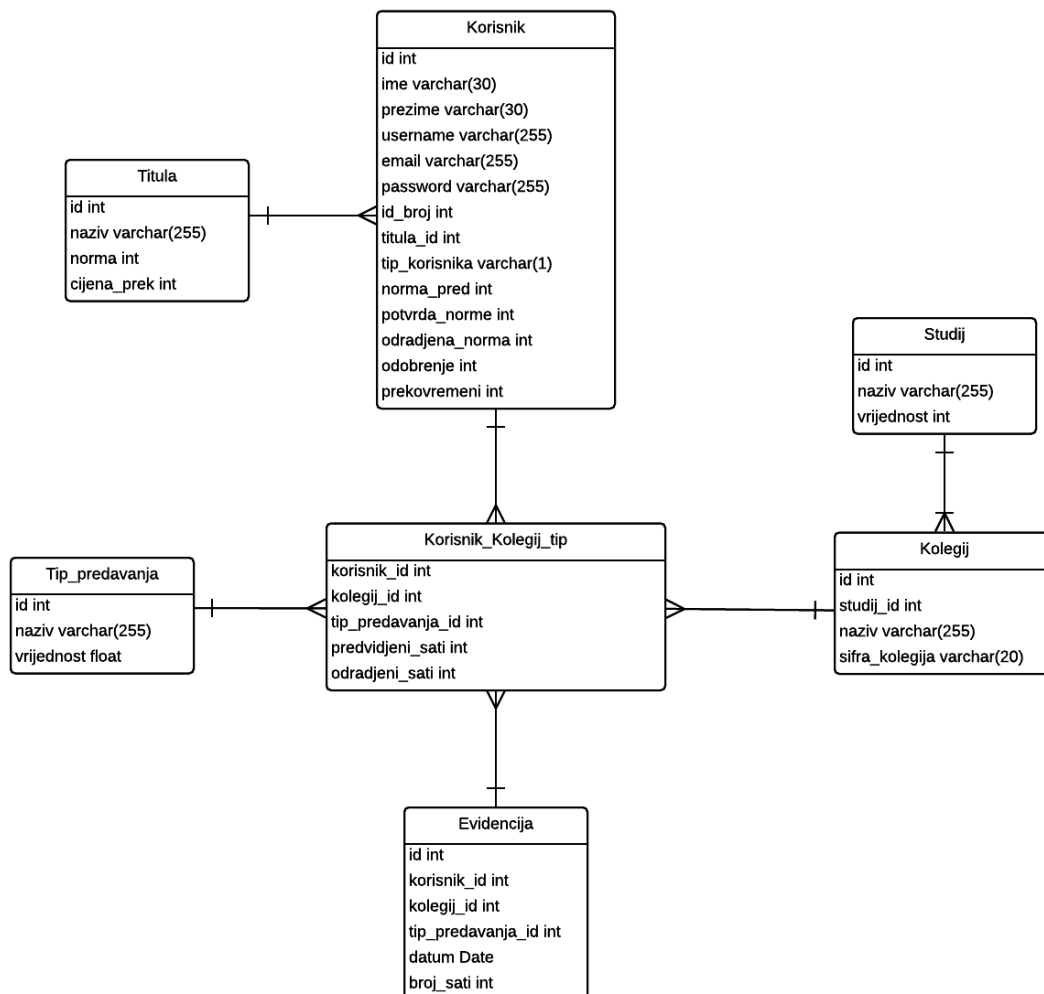 Korisnik
id int
ime varchar(30)
prezime varchar(30)
username varchar(255)
email varchar(255)
password varchar(255)
id_broj int
titula_id int
tip_korisnika varchar(1)
norma_pred int
potvrda_norme int
odradjena_norma int
odobrenje int
prekovremeni int
Titula
id int
naziv varchar(255)
norma int
cijena_prek int
Studij
id int
naziv varchar(255)
vrijednost int
Korisnik_Kolegij_tip
korisnik_id int
kolegij_id int
tip_predavanja_id int
predvidjeni_sati int
odradjeni_sati int
Tip_predavanja
id int
naziv varchar(255)
vrijednost float
Kolegij
id int
studij_id int
naziv varchar(255)
sifra_kolegija varchar(20)
Evidencija
id int
korisnik_id int
kolegij_id int
tip_predavanja_id int
datum Date
broj_sati int